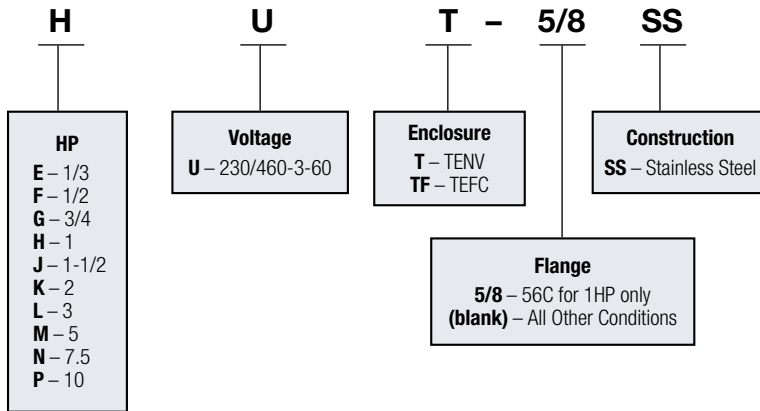 H U T – 5/8 SS
HP
E – 1/3
F – 1/2
G – 3/4
H – 1
J – 1-1/2
K – 2
L – 3
M – 5
N – 7.5
P – 10
Voltage
U – 230/460-3-60
Enclosure
T – TENV
TF – TEFC
Construction
SS – Stainless Steel
Flange
5/8 – 56C for 1HP only
(blank) – All Other Conditions